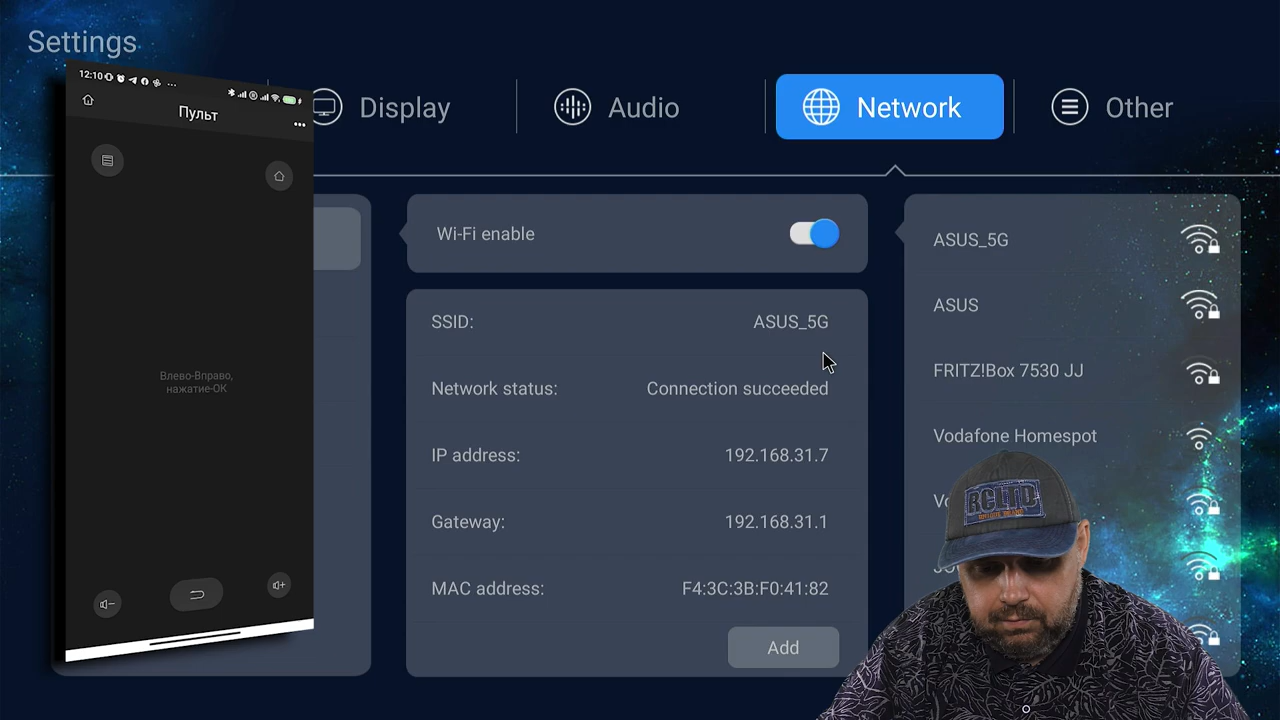 Settings
12:10
Пульт
Влево-Вправо,
нажатие-OK
Display
Audio
Network
Other
Wi-Fi enable
SSID: ASUS_5G
Network status: Connection succeeded
IP address: 192.168.31.7
Gateway: 192.168.31.1
MAC address: F4:3C:3B:F0:41:82
Add
ASUS_5G
ASUS
FRITZ!Box 7530 JJ
Vodafone Homespot
RCLTD